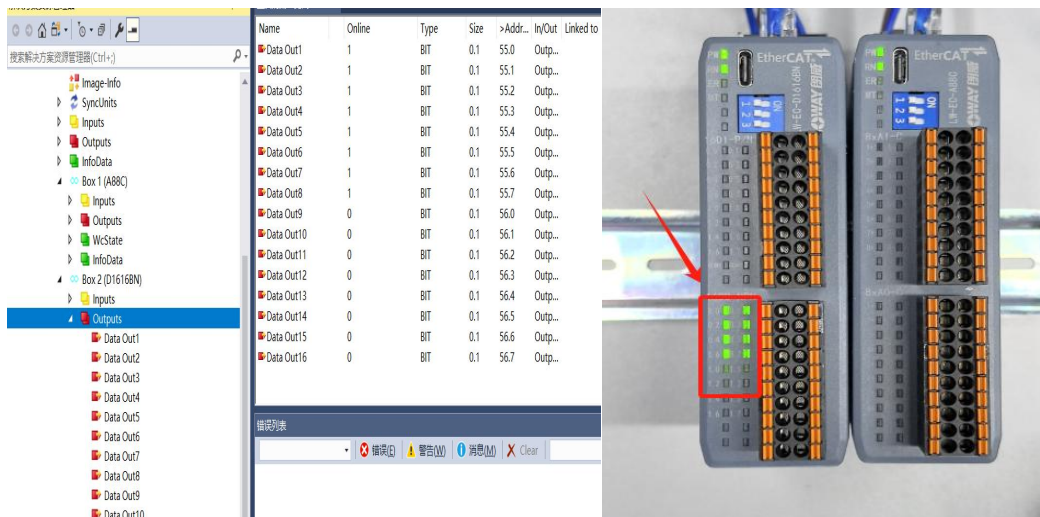 搜索解决方案资源管理器(Ctrl+;)
Image-Info
SyncUnits
Inputs
Outputs
InfoData
Box 1 (A88C)
Inputs
Outputs
WcState
InfoData
Box 2 (D1616BN)
Inputs
Outputs
Data Out1
Data Out2
Data Out3
Data Out4
Data Out5
Data Out6
Data Out7
Data Out8
Data Out9
Data Out10
Name Online Type Size >Addr... In/Out Linked to
Data Out1 1 BIT 0.1 55.0 Outp...
Data Out2 1 BIT 0.1 55.1 Outp...
Data Out3 1 BIT 0.1 55.2 Outp...
Data Out4 1 BIT 0.1 55.3 Outp...
Data Out5 1 BIT 0.1 55.4 Outp...
Data Out6 1 BIT 0.1 55.5 Outp...
Data Out7 1 BIT 0.1 55.6 Outp...
Data Out8 1 BIT 0.1 55.7 Outp...
Data Out9 0 BIT 0.1 56.0 Outp...
Data Out10 0 BIT 0.1 56.1 Outp...
Data Out11 0 BIT 0.1 56.2 Outp...
Data Out12 0 BIT 0.1 56.3 Outp...
Data Out13 0 BIT 0.1 56.4 Outp...
Data Out14 0 BIT 0.1 56.5 Outp...
Data Out15 0 BIT 0.1 56.6 Outp...
Data Out16 0 BIT 0.1 56.7 Outp...
错误列表
错误(E) 警告(W) 消息(M) Clear
EtherCAT
ON
1 2 3
EtherCAT
ON
1 2 3